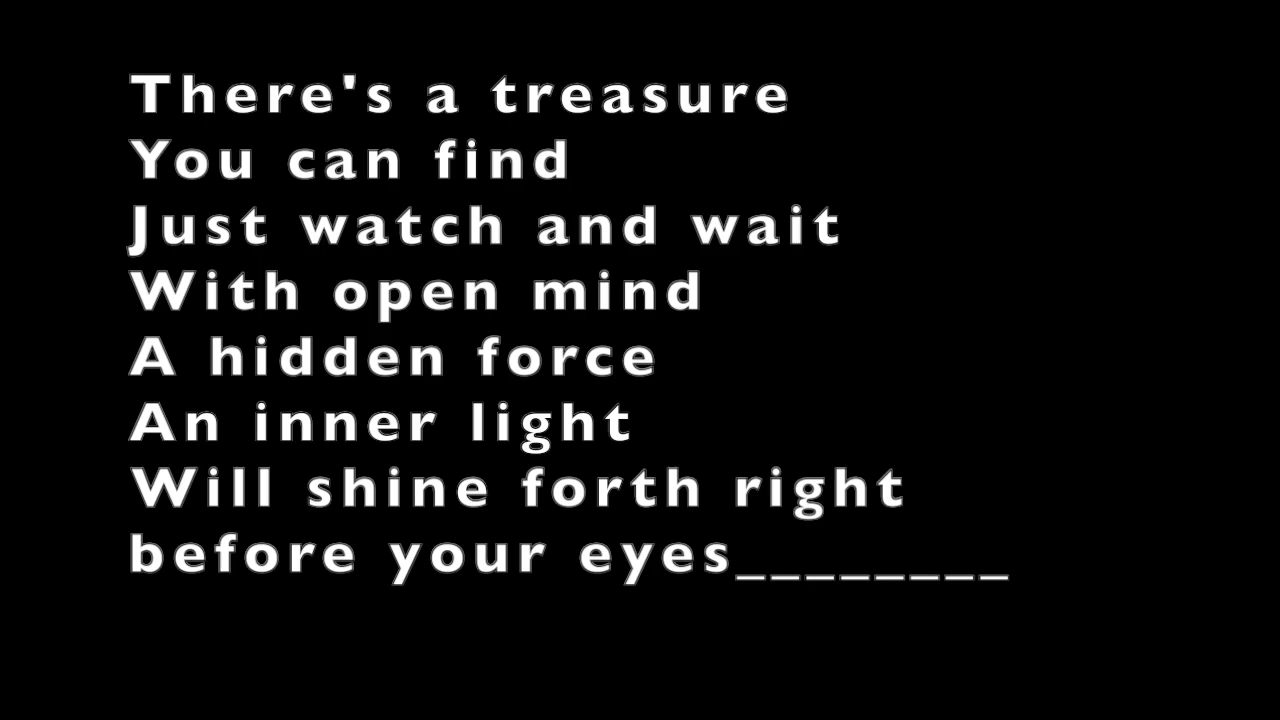 There's a treasure
You can find
Just watch and wait
With open mind
A hidden force
An inner light
Will shine forth right
before your eyes________